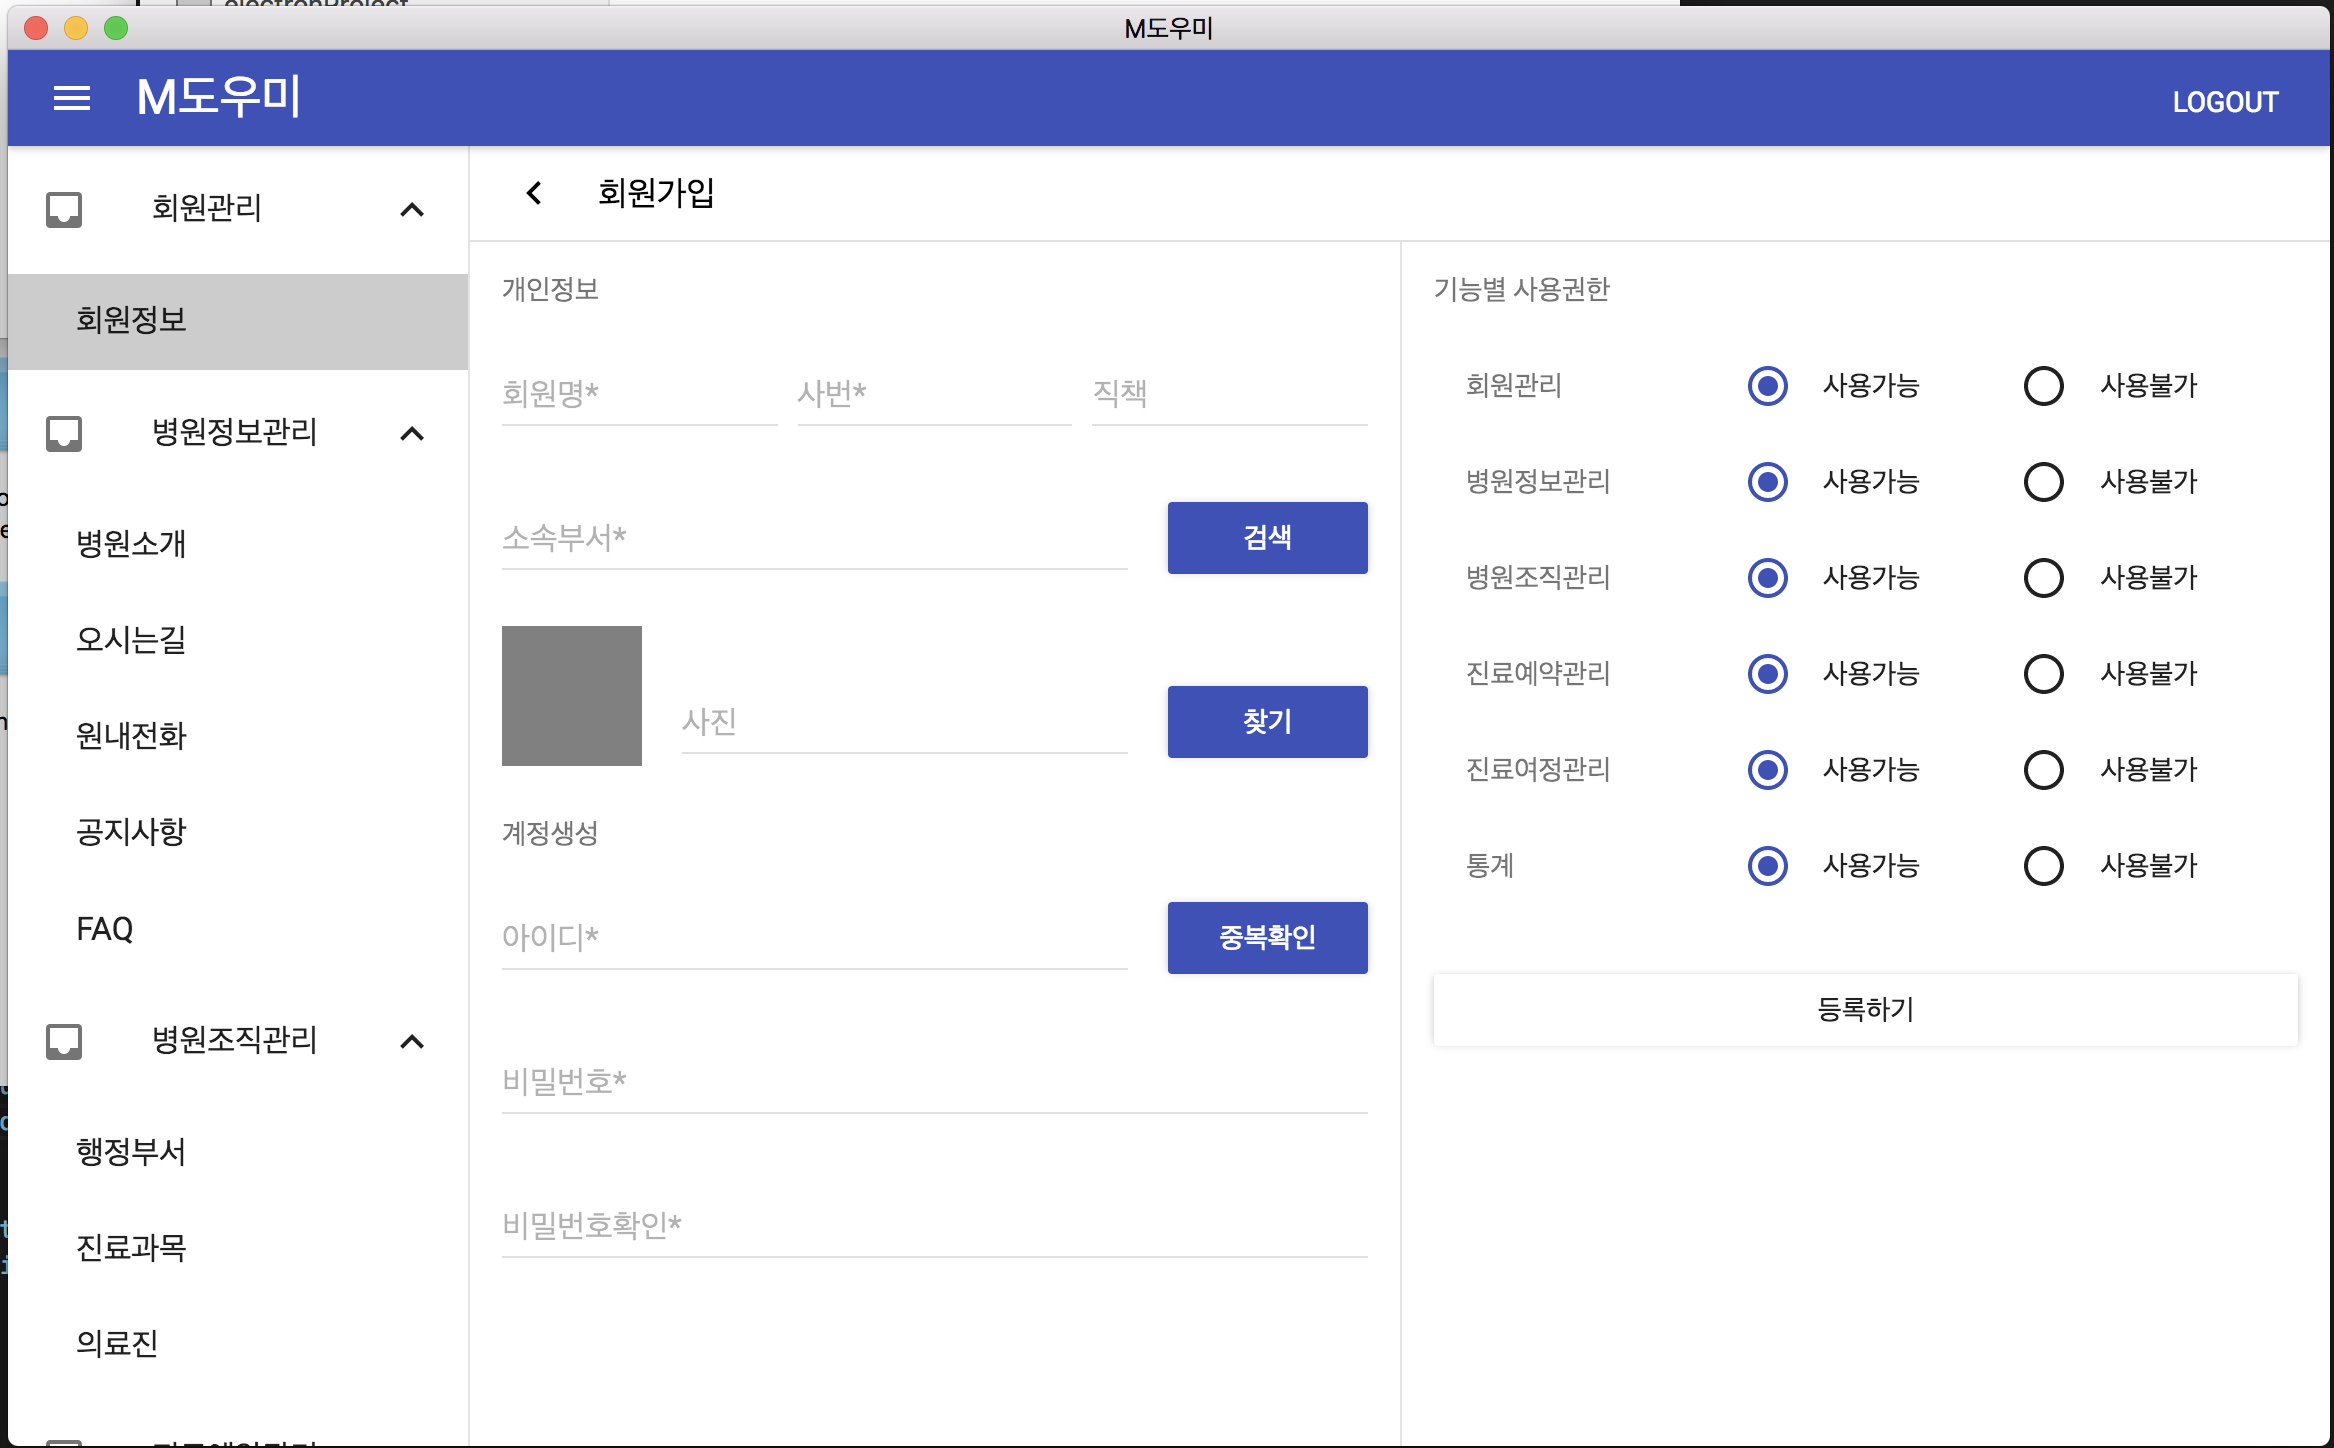 electronProject
M도우미
M도우미
LOGOUT
회원관리
회원정보
병원정보관리
병원소개
오시는길
원내전화
공지사항
FAQ
병원조직관리
행정부서
진료과목
의료진
회원가입
개인정보
회원명* 사번* 직책
소속부서* 검색
사진 찾기
계정생성
아이디* 중복확인
비밀번호*
비밀번호확인*
기능별 사용권한
회원관리 사용가능 사용불가
병원정보관리 사용가능 사용불가
병원조직관리 사용가능 사용불가
진료예약관리 사용가능 사용불가
진료여정관리 사용가능 사용불가
통계 사용가능 사용불가
등록하기